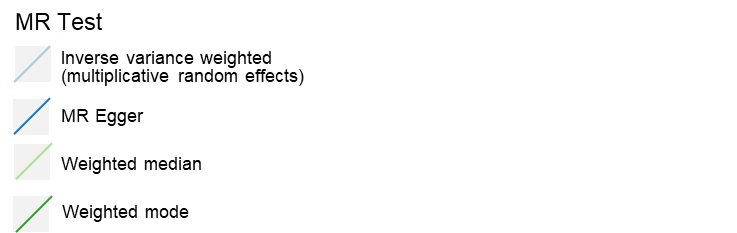 MR Test
Inverse variance weighted
(multiplicative random effects)
MR Egger
Weighted median
Weighted mode